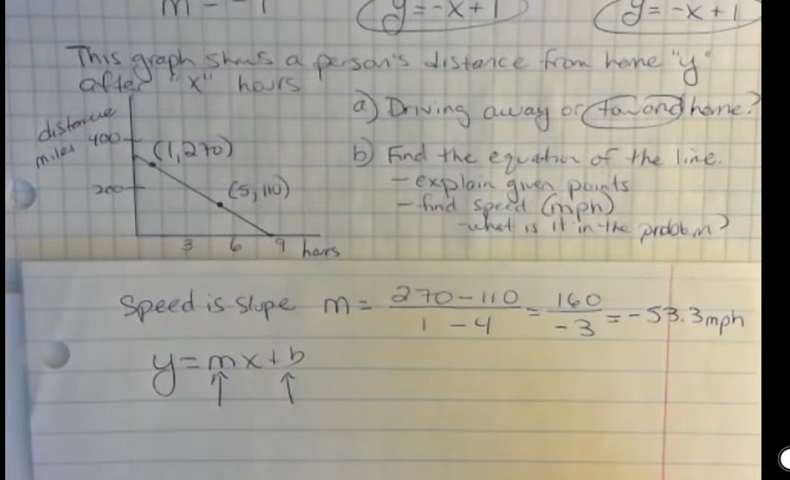 m = -1
y = -x + 1
y = -x + 1
This graph shows a person's distance from home "y"
after "x" hours
a) Driving away or toward home?
b) Find the equation of the line.
- explain given points
- find speed (mph)
- what is it in the problem?
distance
miles
400
200
(1,270)
(5,110)
3 6 9 hours
Speed is slope m = 270-110 / 1-4 = 160 / -3 = -53.3mph
y = mx + b
↑ ↑